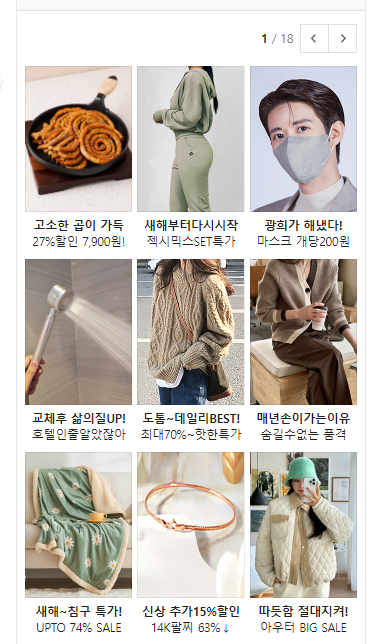 1 / 18
고소한 곱이 가득
27%할인 7,900원!
새해부터다시시작
젝시믹스SET특가
광희가 해냈다!
마스크 개당200원
교체후 삶의질UP!
호텔인줄알았잖아
도톰~데일리BEST!
최대70%~핫한특가
매년손이가는이유
숨길수없는 품격
새해~침구 특가!
UPTO 74% SALE
신상 추가15%할인
14K팔찌 63%↓
따듯함 절대지켜!
아우터 BIG SALE